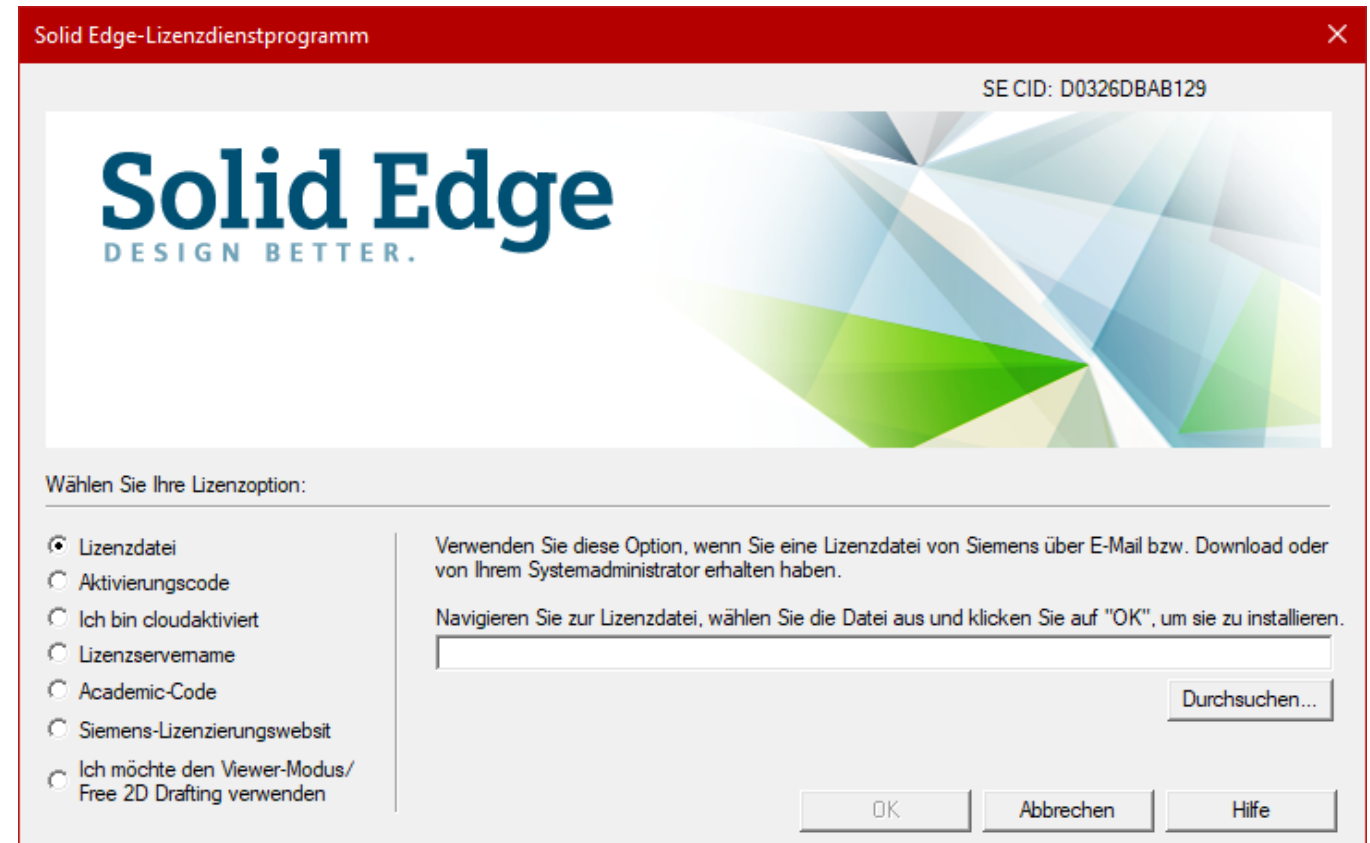 Solid Edge-Lizenzdienstprogramm
SE CID: D0326DBAB129
Solid Edge
DESIGN BETTER.
Wählen Sie Ihre Lizenzoption:
Lizenzdatei
Aktivierungscode
Ich bin cloudaktiviert
Lizenzservername
Academic-Code
Siemens-Lizenzierungswebsit
Ich möchte den Viewer-Modus/
Free 2D Drafting verwenden
Verwenden Sie diese Option, wenn Sie eine Lizenzdatei von Siemens über E-Mail bzw. Download oder
von Ihrem Systemadministrator erhalten haben.
Navigieren Sie zur Lizenzdatei, wählen Sie die Datei aus und klicken Sie auf "OK", um sie zu installieren.
Durchsuchen...
OK
Abbrechen
Hilfe